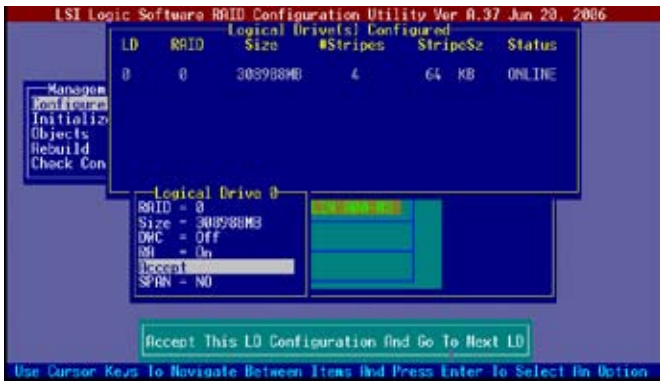 LSI Logic Software RAID Configuration Utility Ver A.37 Jun 20, 2006
Logical Drive(s) Configured
LD RAID Size #Stripes StripeSz Status
0 0 308988MB 4 64 KB ONLINE
Managem
Configure
Initializ
Objects
Rebuild
Check Con
Logical Drive 0
RAID = 0
Size = 308988MB
DWC = Off
RA = On
Accept
SPAN = NO
Accept This LD Configuration And Go To Next LD
Use Cursor Keys To Navigate Between Items And Press Enter To Select An Option